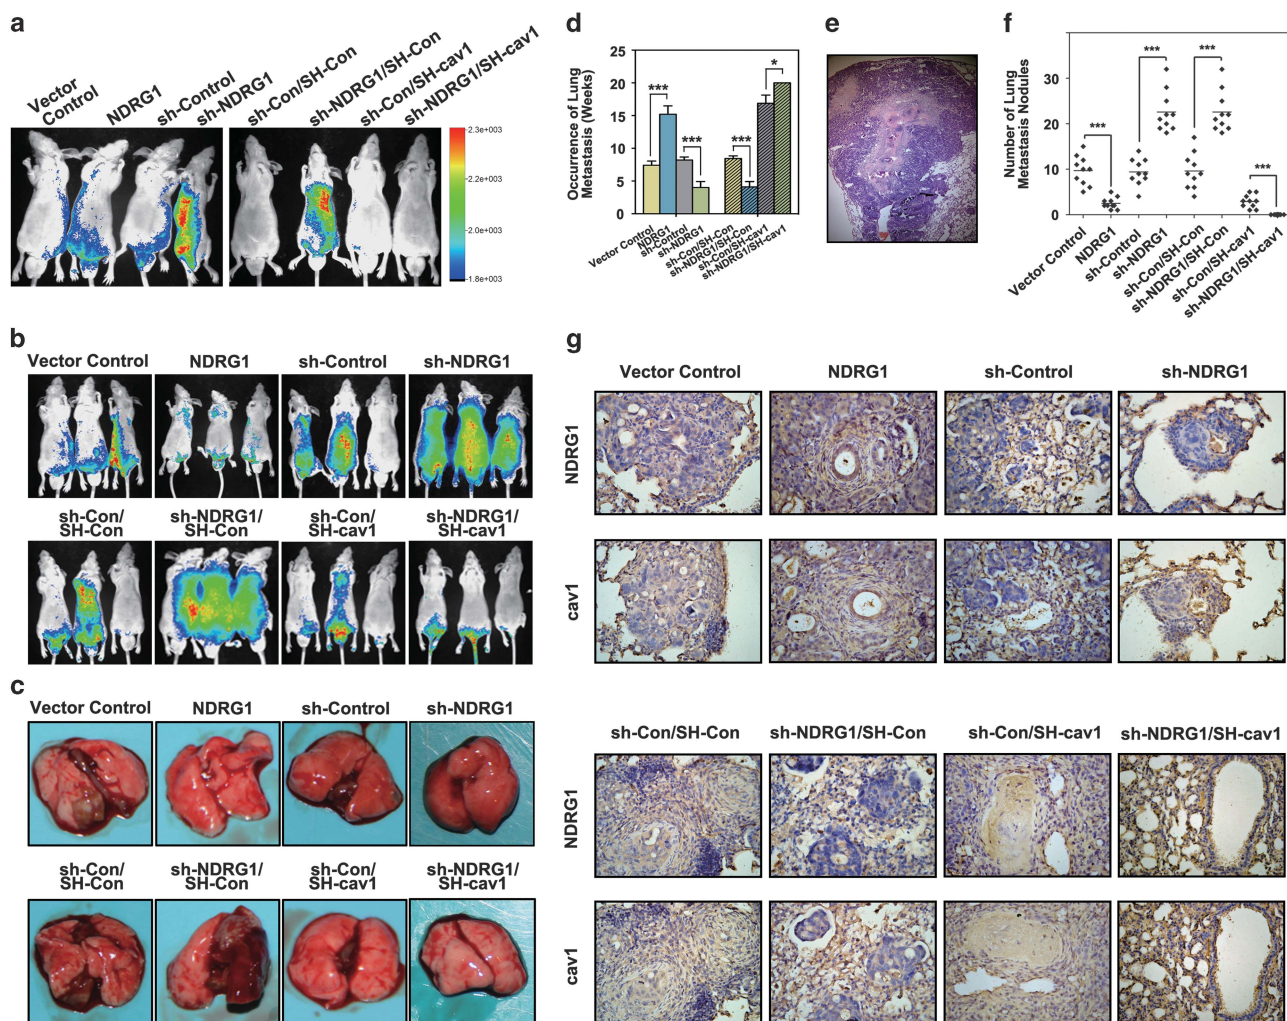 a
Vector
Control
NDRG1
sh-Control
sh-NDRG1
sh-Con/SH-Con
sh-NDRG1/SH-Con
sh-Con/SH-cav1
sh-NDRG1/SH-cav1
2.3e+003
2.2e+003
2.0e+003
1.8e+003
b
Vector Control
NDRG1
sh-Control
sh-NDRG1
sh-Con/
SH-Con
sh-NDRG1/
SH-Con
sh-Con/
SH-cav1
sh-NDRG1/
SH-cav1
c
Vector Control
NDRG1
sh-Control
sh-NDRG1
sh-Con/
SH-Con
sh-NDRG1/
SH-Con
sh-Con/
SH-cav1
sh-NDRG1/
SH-cav1
d
Occurrence of Lung
Metastasis (Weeks)
25
20
15
10
5
0
***
***
***
*
Vector Control
NDRG1
sh-Control
sh-NDRG1
sh-Con/SH-Con
sh-NDRG1/SH-Con
sh-Con/SH-cav1
sh-NDRG1/SH-cav1
e
f
Number of Lung
Metastasis Nodules
30
20
10
0
***
***
***
***
Vector Control
NDRG1
sh-Control
sh-NDRG1
sh-Con/SH-Con
sh-NDRG1/SH-Con
sh-Con/SH-cav1
sh-NDRG1/SH-cav1
g
Vector Control
NDRG1
sh-Control
sh-NDRG1
NDRG1
cav1
sh-Con/SH-Con
sh-NDRG1/SH-Con
sh-Con/SH-cav1
sh-NDRG1/SH-cav1
NDRG1
cav1